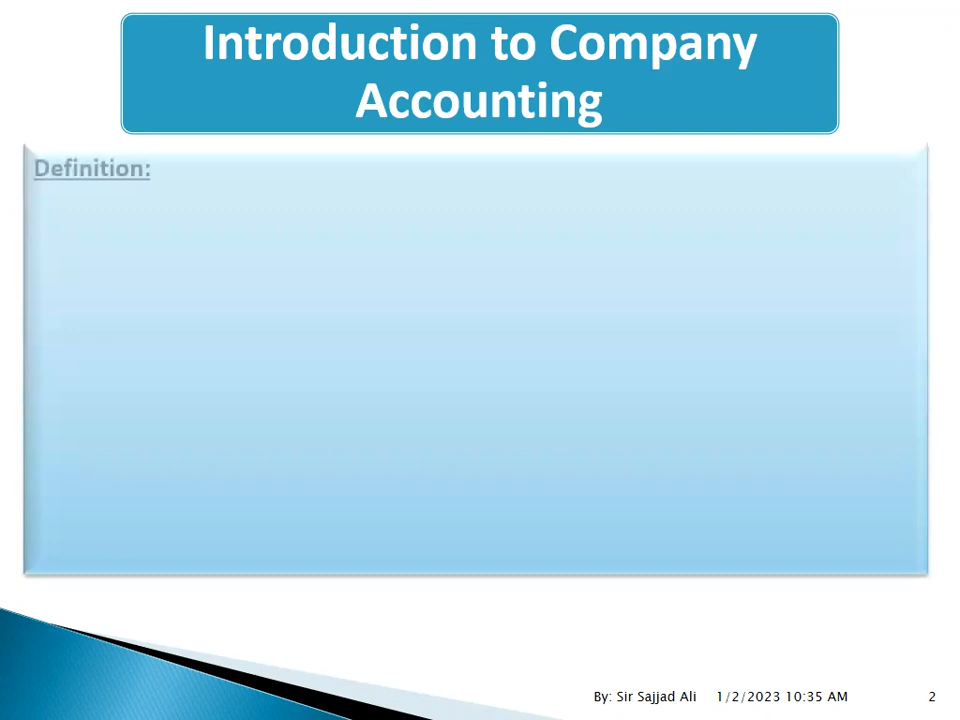 Introduction to Company
Accounting
Definition:
By: Sir Sajjad Ali 1/2/2023 10:35 AM 2